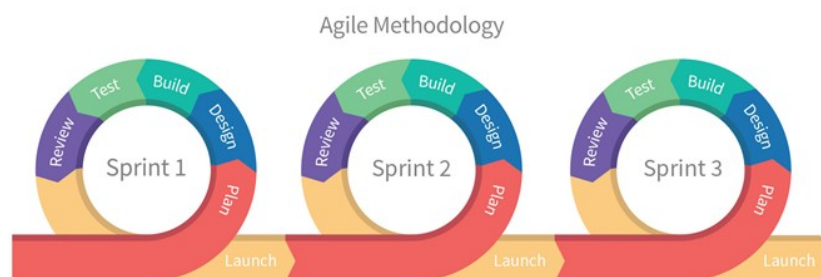 Agile Methodology
Sprint 1
Plan
Design
Build
Test
Review
Launch
Sprint 2
Plan
Design
Build
Test
Review
Launch
Sprint 3
Plan
Design
Build
Test
Review
Launch